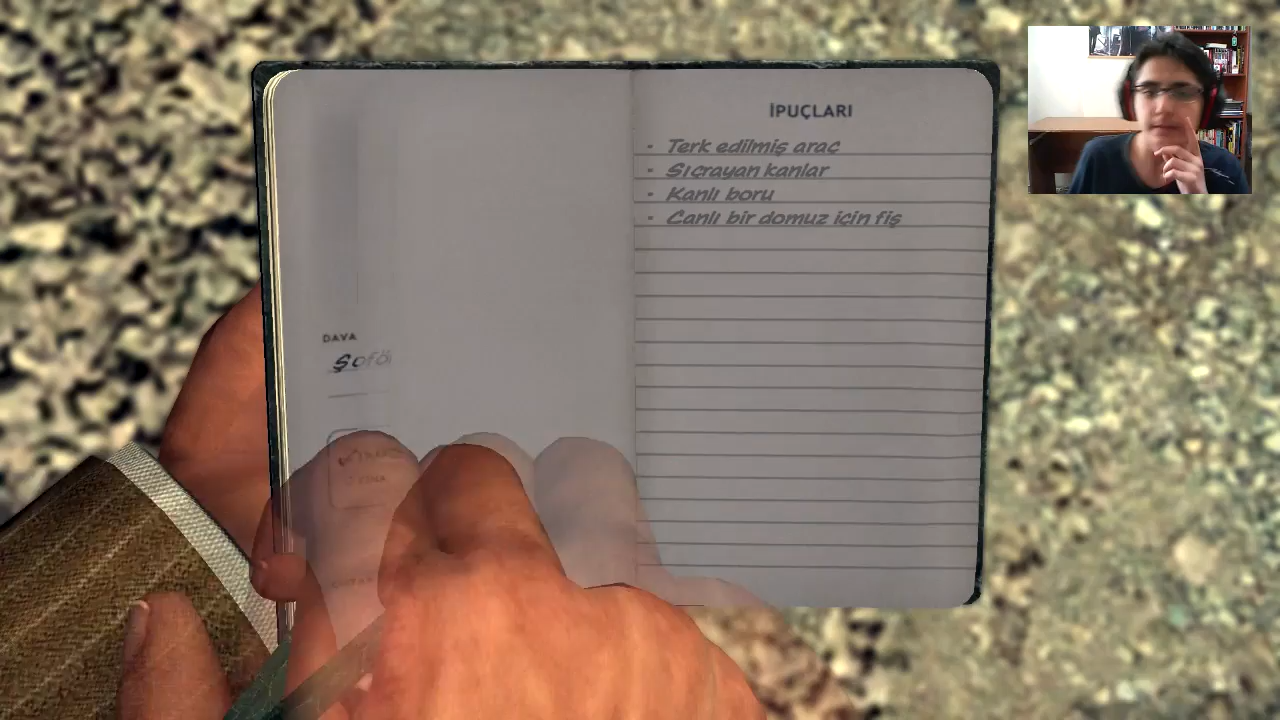 İPUÇLARI
- Terk edilmiş araç
- Sıçrayan kanlar
- Kanlı boru
- Canlı bir domuz için fiş
DAVA